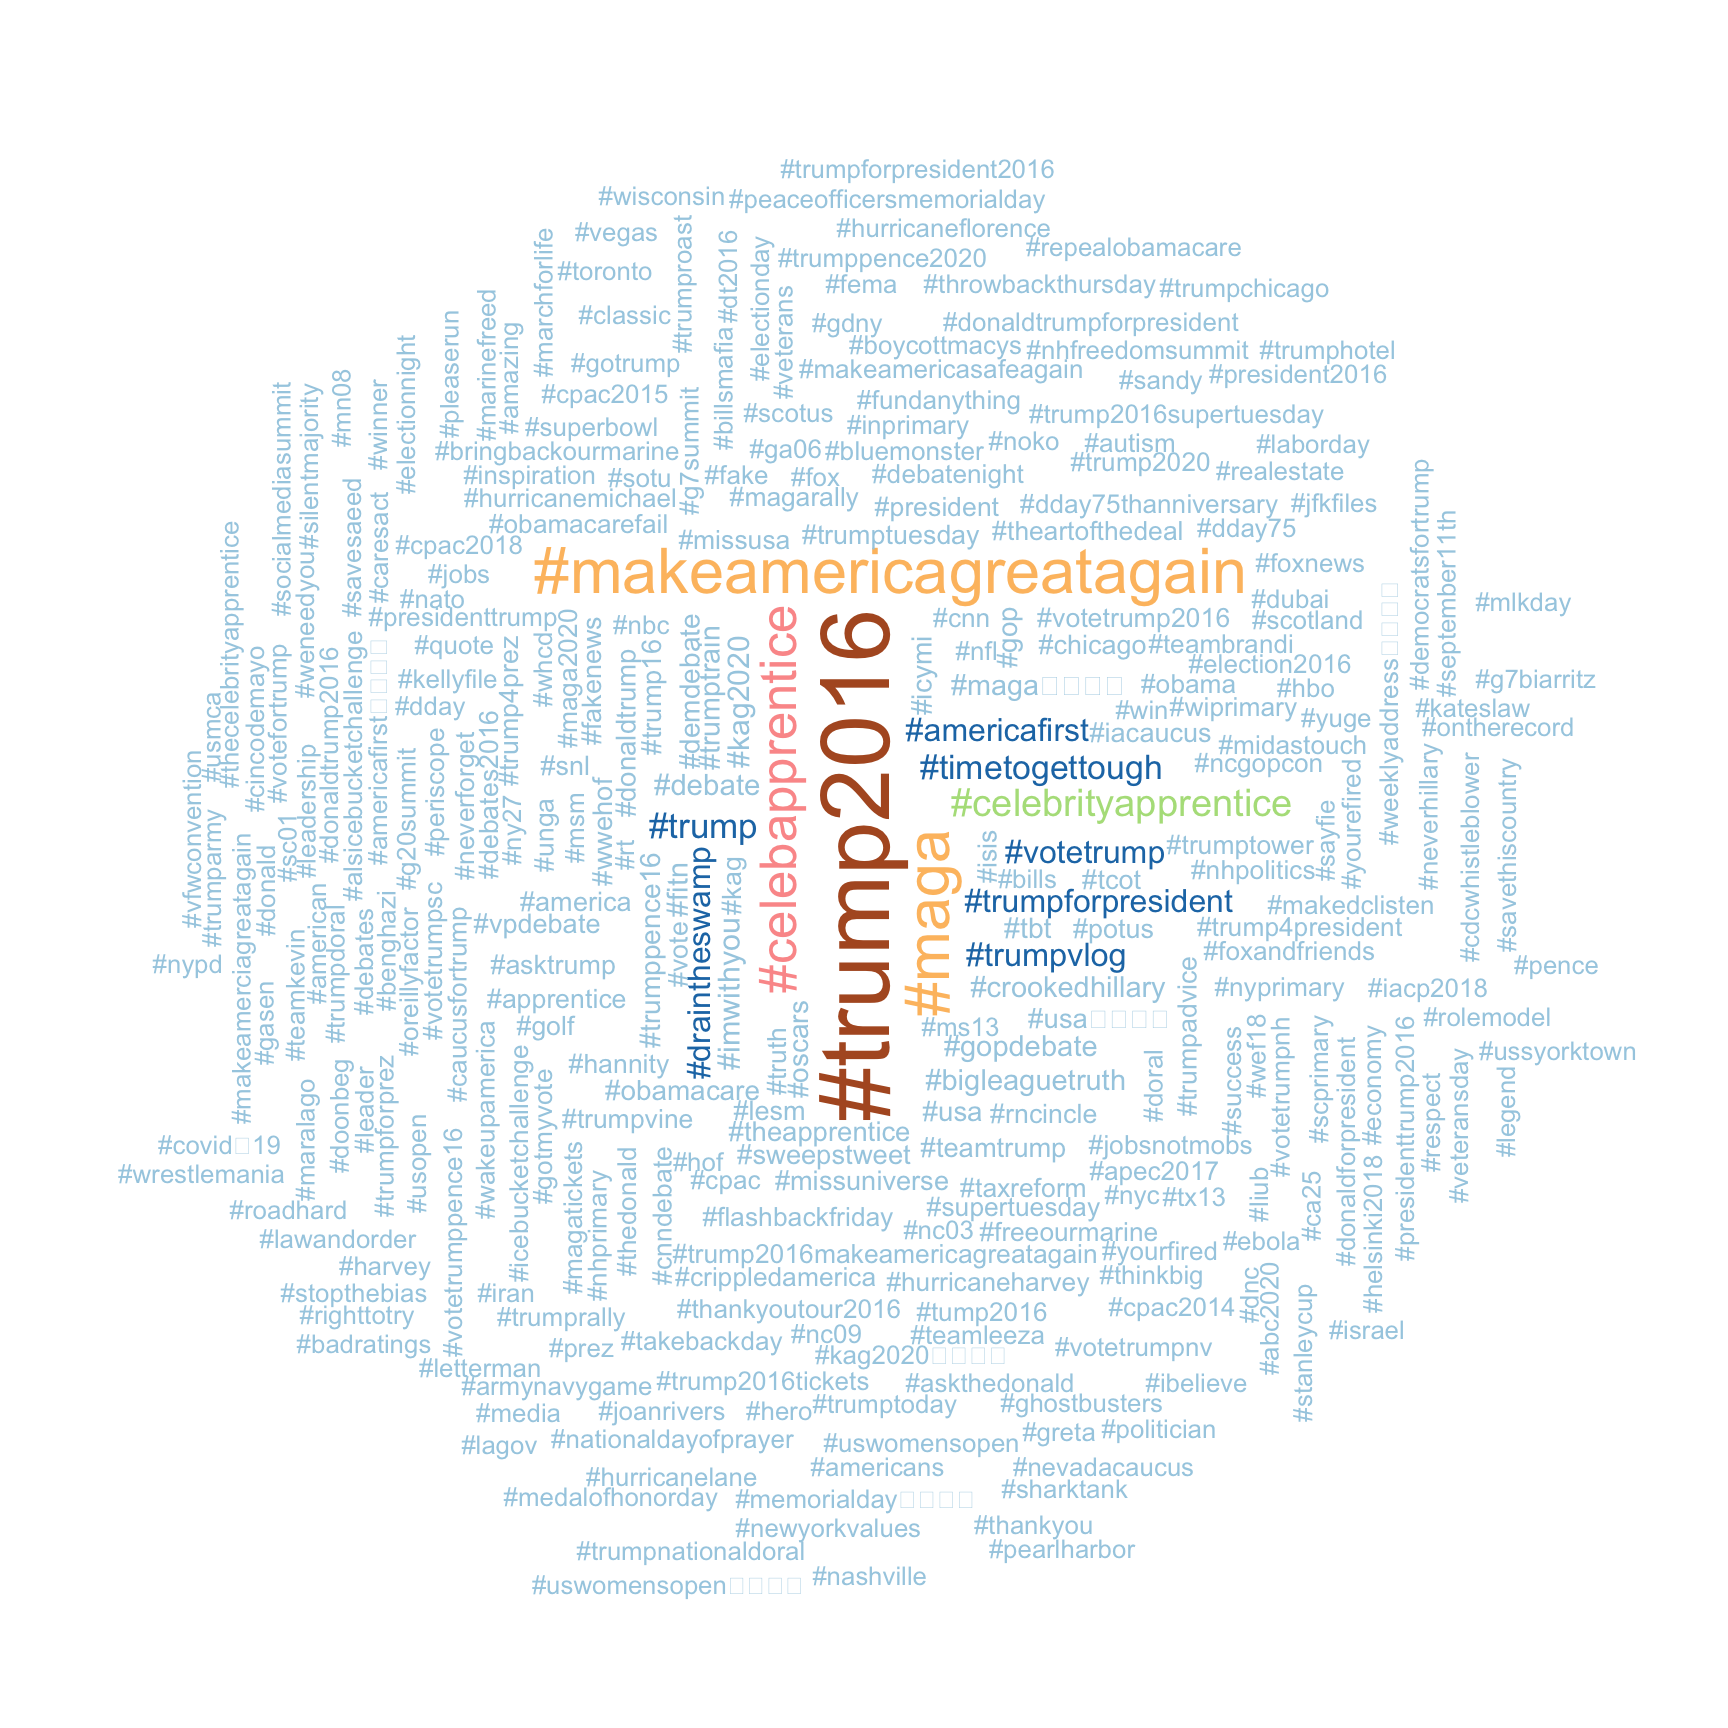 #trumpforpresident2016
#wisconsin
#peaceofficersmemorialday
#vegas
#hurricaneflorence
#repealobamacare
#toronto
#trumppence2020
#marchforlife
#trumproast
#dt2016
#electionday
#veterans
#fema
#throwbackthursday
#trumpchicago
#classic
#gdny
#donaldtrumpforpresident
#pleaserun
#marinefreed
#amazing
#gotrump
#billsmafia
#boycottmacys
#nhfreedomsummit
#trumphotel
#makeamericasafeagain
#sandy
#president2016
#cpac2015
#scotus
#fundanything
#trump2016supertuesday
#superbowl
#inprimary
#socialmediasummit
#weneedyou
#silentmajority
#mn08
#winner
#electionnight
#bringbackourmarine
#g7summit
#ga06
#bluemonster
#noko
#autism
#laborday
#inspiration
#sotu
#fake
#fox
#debatenight
#trump2020
#realestate
#hurricanemichael
#magarally
#president
#dday75thanniversary
#jfkfiles
#obamacarefail
#missusa
#trumptuesday
#theartofthedeal
#dday75
#savesaeed
#caresact
#cpac2018
#makeamericagreatagain
#foxnews
#democratsfortrump
#september11th
#jobs
#nato
#dubai
#mlkday
#presidenttrump
#nbc
#cnn
#gop
#votetrump2016
#scotland
#thecelebrityapprentice
#usmca
#cincodemayo
#votefortrump
#donaldtrump2016
#alsicebucketchallenge
#americafirst
#quote
#whcd
#maga2020
#fakenews
#celebapprentice
#trump2016
#icymi
#nfl
#chicago
#teambrandi
#election2016
#kellyfile
#trump4prez
#donaldtrump
#trump16
#demdebate
#trumptrain
#kag2020
#maga
#obama
#hbo
#weeklyaddress
#g7biarritz
#dday
#win
#wiprimary
#yuge
#kateslaw
#ontherecord
#americafirst
#iacaucus
#midastouch
#snl
#debate
#timetogettough
#ncgopcon
#celebrityapprentice
#vfwconvention
#trumparmy
#sc01
#leadership
#g20summit
#periscope
#neverforget
#debates2016
#ny27
#unga
#msm
#wwehof
#rt
#trump
#maga
#isis
#votetrump
#trumptower
#sayfie
#yourefired
#neverhillary
#cdcwhistleblower
#savethiscountry
#bills
#tcot
#nhpolitics
#makeamerciagreatagain
#donald
#american
#america
#trumppence16
#vote
#fitn
#draintheswamp
#imwithyou
#kag
#trumpforpresident
#makedclisten
#vpdebate
#tbt
#potus
#trump4president
#gasen
#teamkevin
#trumpdoral
#debates
#benghazi
#oreillyfactor
#votetrumpsc
#caucusfortrump
#trumpvlog
#foxandfriends
#nypd
#asktrump
#pence
#apprentice
#crookedhillary
#trumpadvice
#nyprimary
#iacp2018
#golf
#truth
#oscars
#ms13
#usa
#rolemodel
#hannity
#gopdebate
#ussyorktown
#obamacare
#bigleaguetruth
#doral
#success
#wef18
#votetrumpnh
#scprimary
#donaldforpresident
#economy
#presidenttrump2016
#respect
#veteransday
#legend
#maralago
#doonbeg
#leader
#trumpforprez
#usopen
#wakeupamerica
#icebucketchallenge
#gotmyvote
#trumpvine
#lesm
#usa
#rncincle
#theapprentice
#covid 19
#magatickets
#nhprimary
#thedonald
#cnndebate
#hof
#sweepstweet
#teamtrump
#jobsnotmobs
#wrestlemania
#cpac
#missuniverse
#taxreform
#apec2017
#nyc
#tx13
#liub
#ca25
#helsinki2018
#roadhard
#flashbackfriday
#supertuesday
#lawandorder
#votetrumppence16
#nc03
#freeourmarine
#ebola
#trump2016makeamericagreatagain
#yourfired
#harvey
#crippledamerica
#hurricaneharvey
#thinkbig
#stopthebias
#iran
#dnc
#abc2020
#stanleycup
#righttotry
#trumprally
#thankyoutour2016
#tump2016
#cpac2014
#badratings
#prez
#takebackday
#nc09
#teamleeza
#votetrumpnv
#israel
#letterman
#kag2020
#armynavygame
#trump2016tickets
#askthedonald
#ibelieve
#media
#joanrivers
#hero
#trumptoday
#ghostbusters
#lagov
#nationaldayofprayer
#uswomensopen
#greta
#politician
#hurricanelane
#americans
#nevadacaucus
#medalofhonorday
#memorialday
#sharktank
#newyorkvalues
#thankyou
#trumpnationaldoral
#pearlharbor
#uswomensopen
#nashville